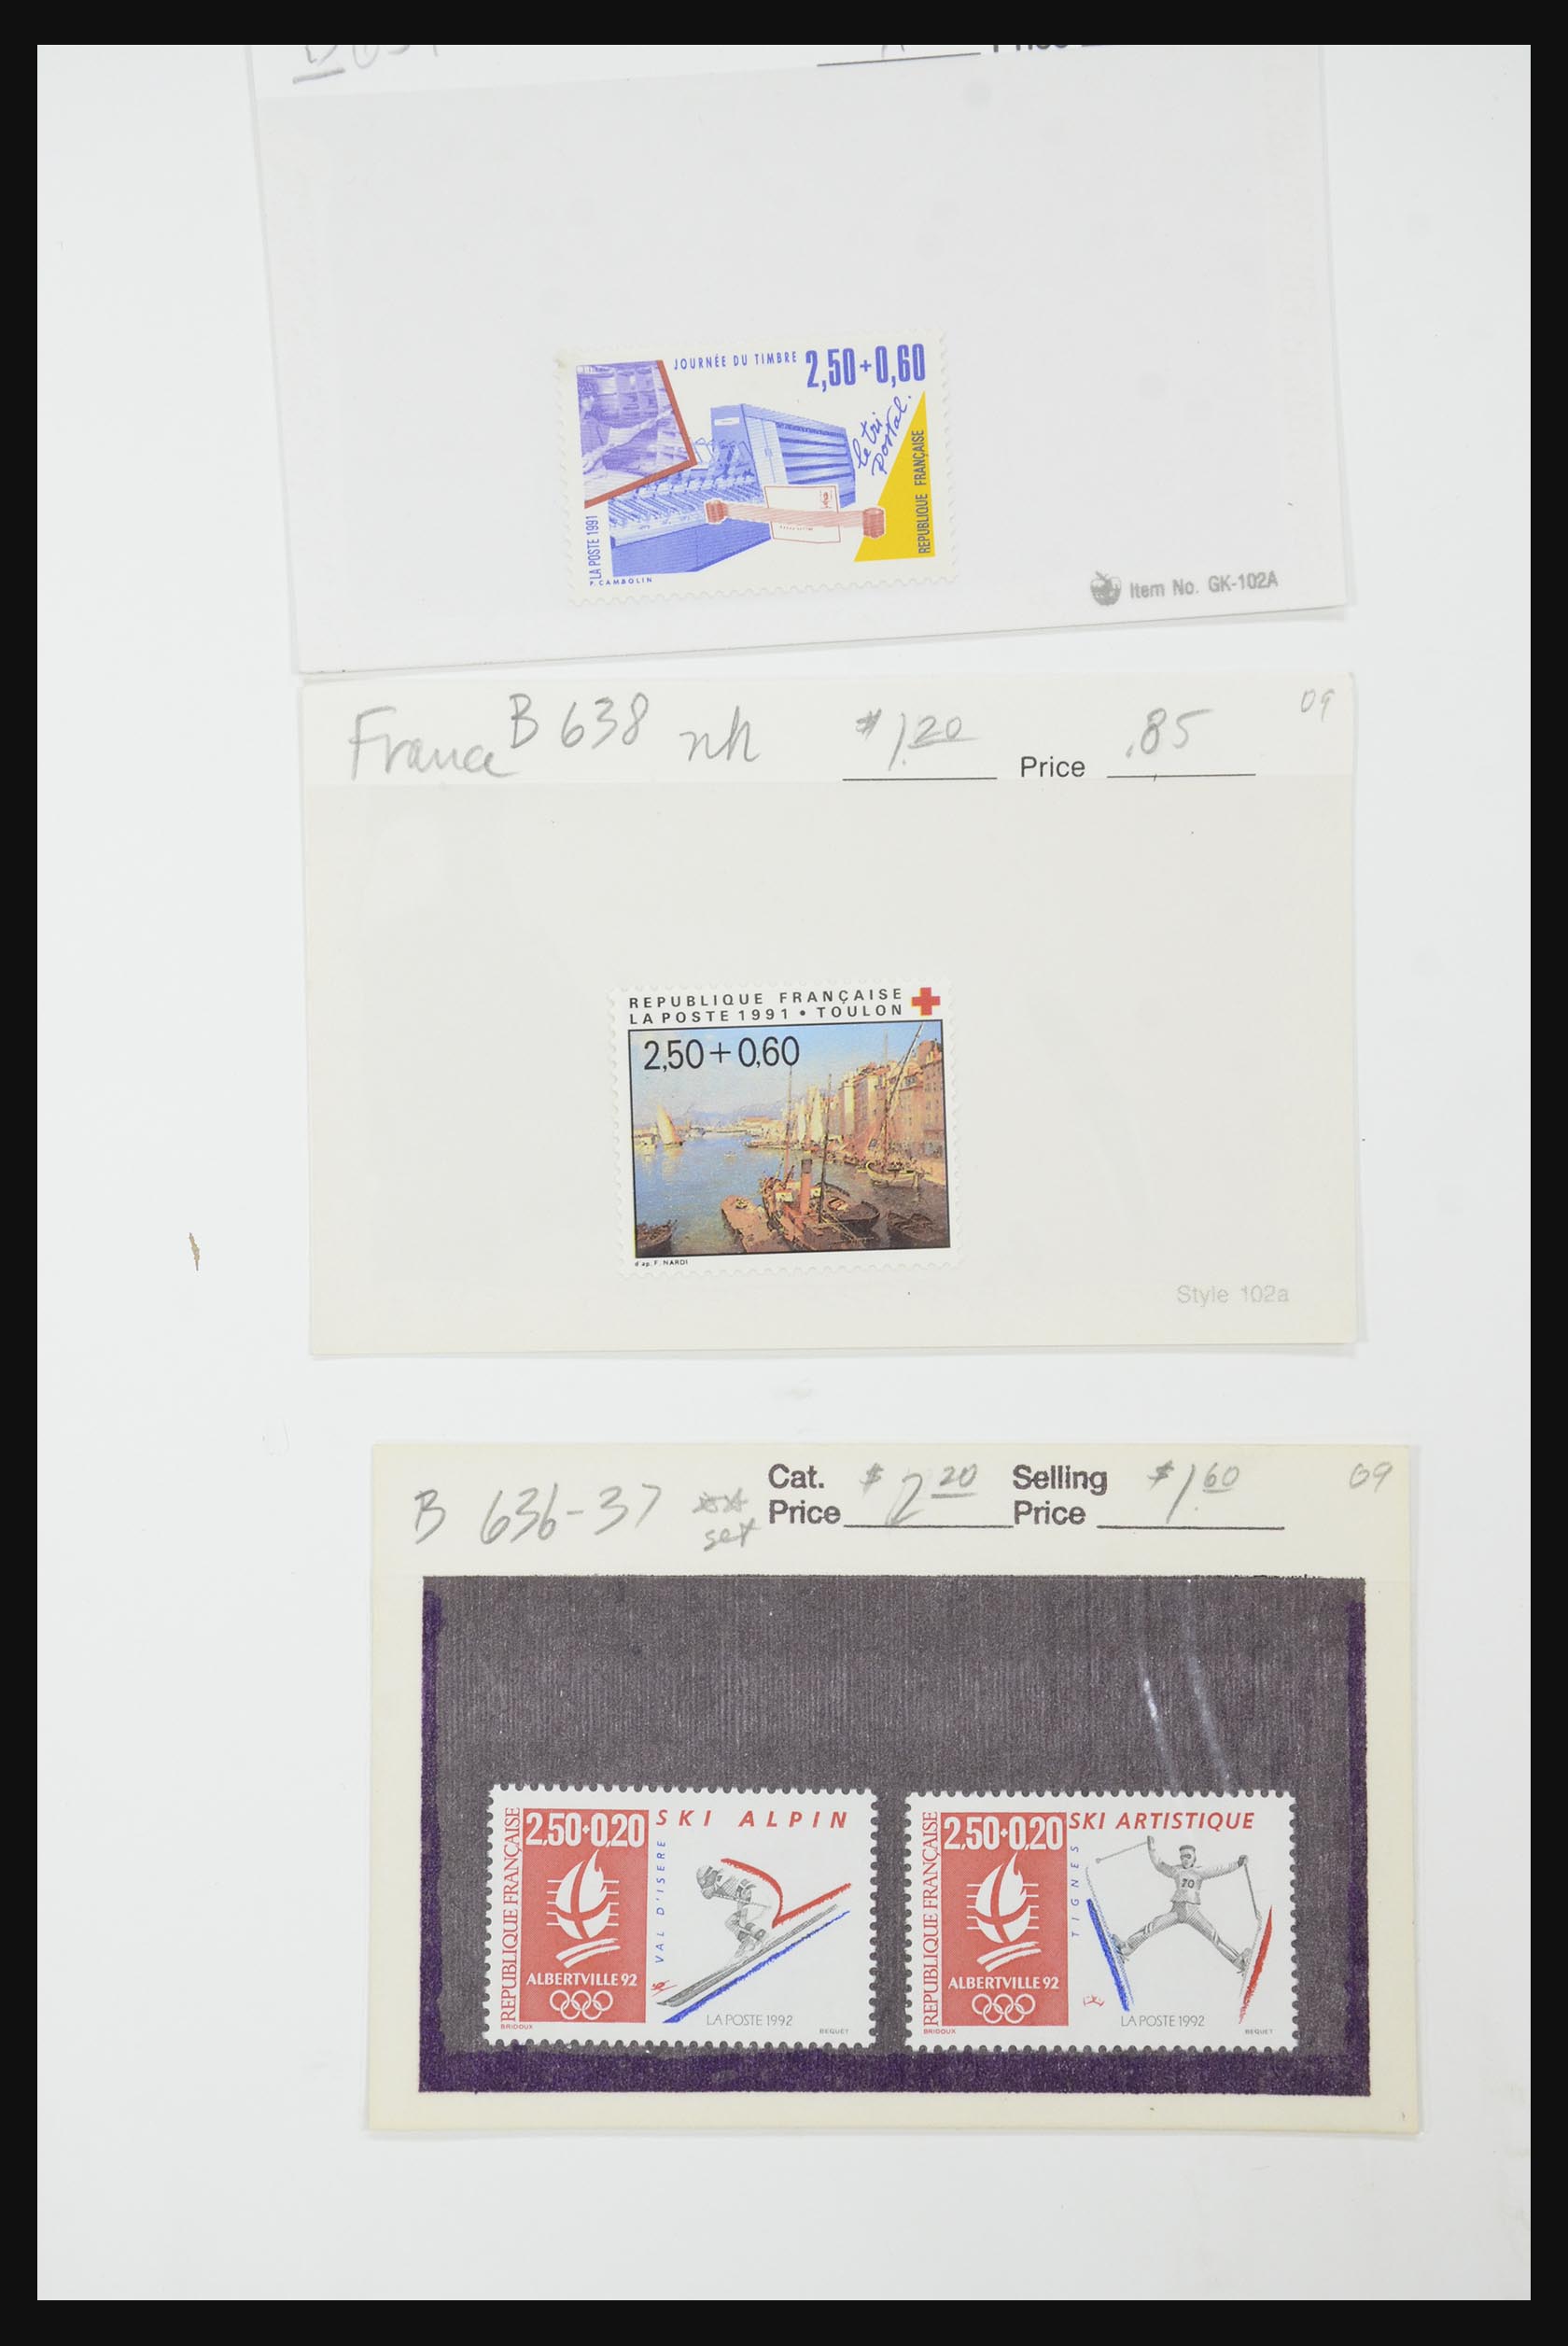 JOURNÉE DU TIMBRE 2,50+0,60
le tri
postal.
REPUBLIQUE FRANÇAISE
LA POSTE 1991
P. CAMBOLIN
Item No. GK-102A
France B 638 nh $1.20 Price .85 09
REPUBLIQUE FRANÇAISE
LA POSTE 1991 • TOULON
2,50+0,60
d'ap. F. NARDI
Style 102a
B 636-37 ** set
Cat. Price $2.20 Selling Price $1.60 09
REPUBLIQUE FRANÇAISE
2,50+0,20
SKI ALPIN
VAL D'ISERE
ALBERTVILLE 92
LA POSTE 1992
BRIDOUX
BEQUET
REPUBLIQUE FRANÇAISE
2,50+0,20
SKI ARTISTIQUE
TIGNES
10
ALBERTVILLE 92
LA POSTE 1992
BRIDOUX
BEQUET